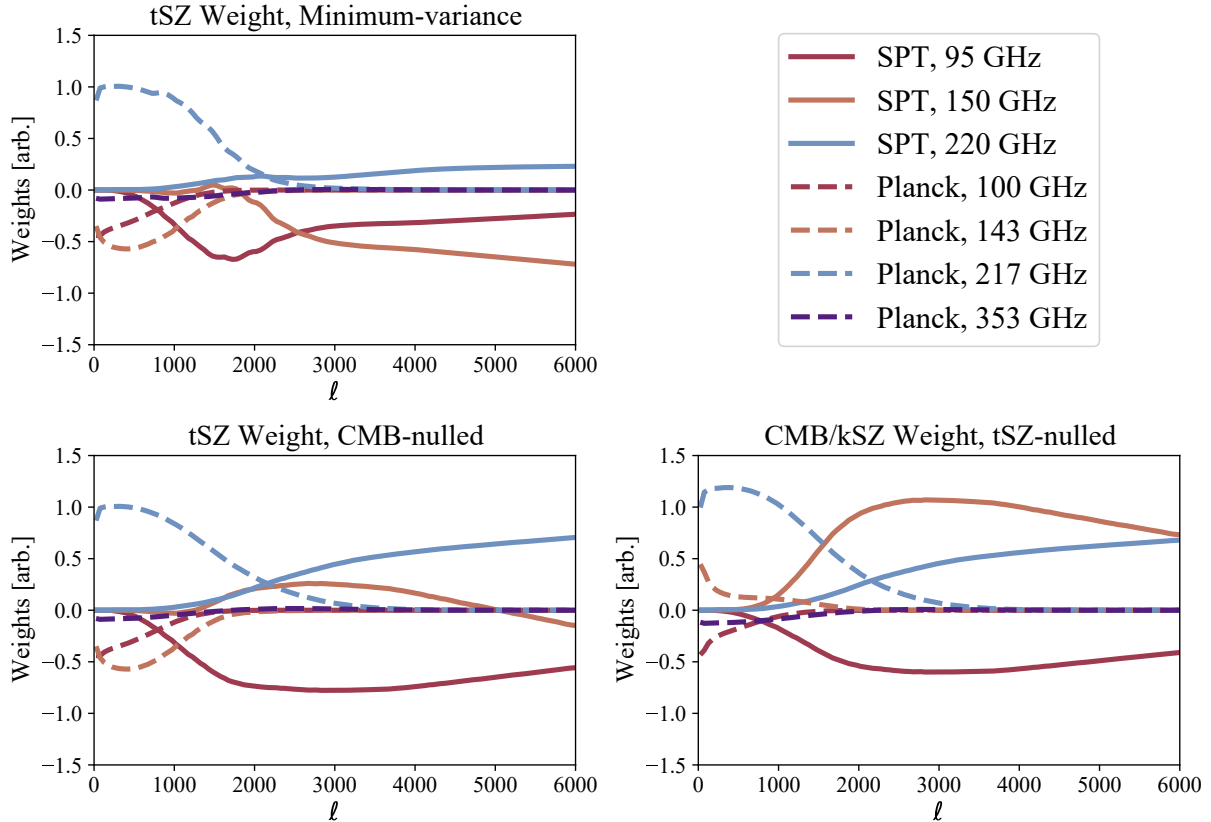 tSZ Weight, Minimum-variance
Weights [arb.]
1.5
1.0
0.5
0.0
−0.5
−1.0
−1.5
0 1000 2000 3000 4000 5000 6000
ℓ
SPT, 95 GHz
SPT, 150 GHz
SPT, 220 GHz
Planck, 100 GHz
Planck, 143 GHz
Planck, 217 GHz
Planck, 353 GHz
tSZ Weight, CMB-nulled
Weights [arb.]
1.5
1.0
0.5
0.0
−0.5
−1.0
−1.5
0 1000 2000 3000 4000 5000 6000
ℓ
CMB/kSZ Weight, tSZ-nulled
Weights [arb.]
1.5
1.0
0.5
0.0
−0.5
−1.0
−1.5
0 1000 2000 3000 4000 5000 6000
ℓ